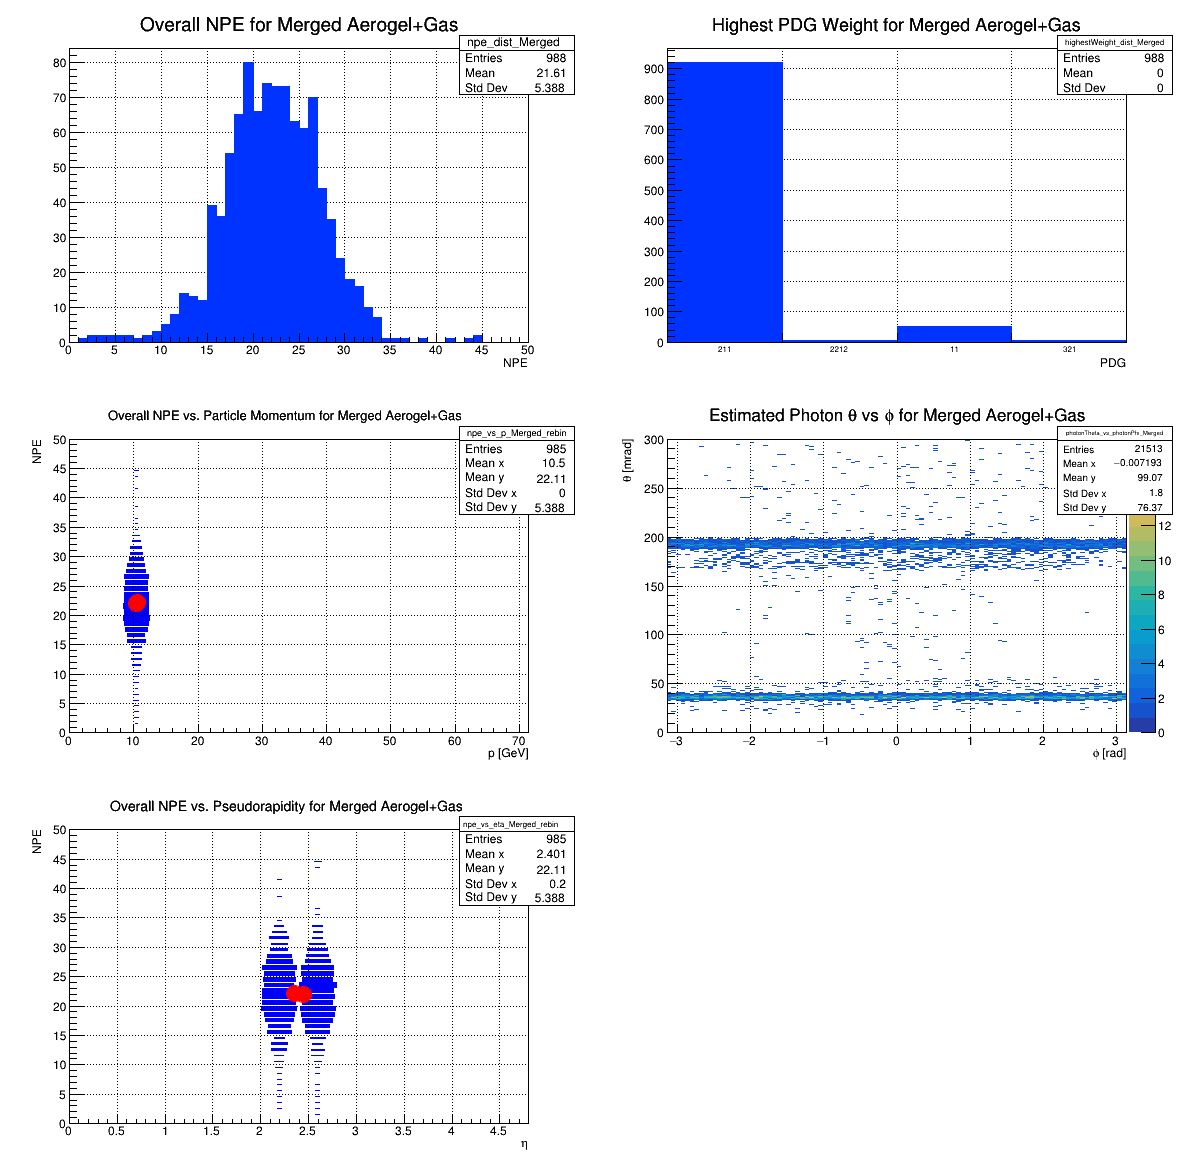 Overall NPE for Merged Aerogel+Gas
npe_dist_Merged
Entries 988
Mean 21.61
Std Dev 5.388
80
70
60
50
40
30
20
10
0
0 5 10 15 20 25 30 35 40 45 50
NPE
Highest PDG Weight for Merged Aerogel+Gas
highestWeight_dist_Merged
Entries 988
Mean 0
Std Dev 0
900
800
700
600
500
400
300
200
100
0
211 2212 11 321
PDG
Overall NPE vs. Particle Momentum for Merged Aerogel+Gas
npe_vs_p_Merged_rebin
Entries 985
Mean x 10.5
Mean y 22.11
Std Dev x 0
Std Dev y 5.388
NPE
50
45
40
35
30
25
20
15
10
5
0
0 10 20 30 40 50 60 70
p [GeV]
Estimated Photon θ vs ϕ for Merged Aerogel+Gas
photonTheta_vs_photonPhi_Merged
Entries 21513
Mean x −0.007193
Mean y 99.07
Std Dev x 1.8
Std Dev y 76.37
θ [mrad]
300
250
200
150
100
50
0
−3 −2 −1 0 1 2 3
ϕ [rad]
12
10
8
6
4
2
0
Overall NPE vs. Pseudorapidity for Merged Aerogel+Gas
npe_vs_eta_Merged_rebin
Entries 985
Mean x 2.401
Mean y 22.11
Std Dev x 0.2
Std Dev y 5.388
NPE
50
45
40
35
30
25
20
15
10
5
0
0 0.5 1 1.5 2 2.5 3 3.5 4 4.5
η